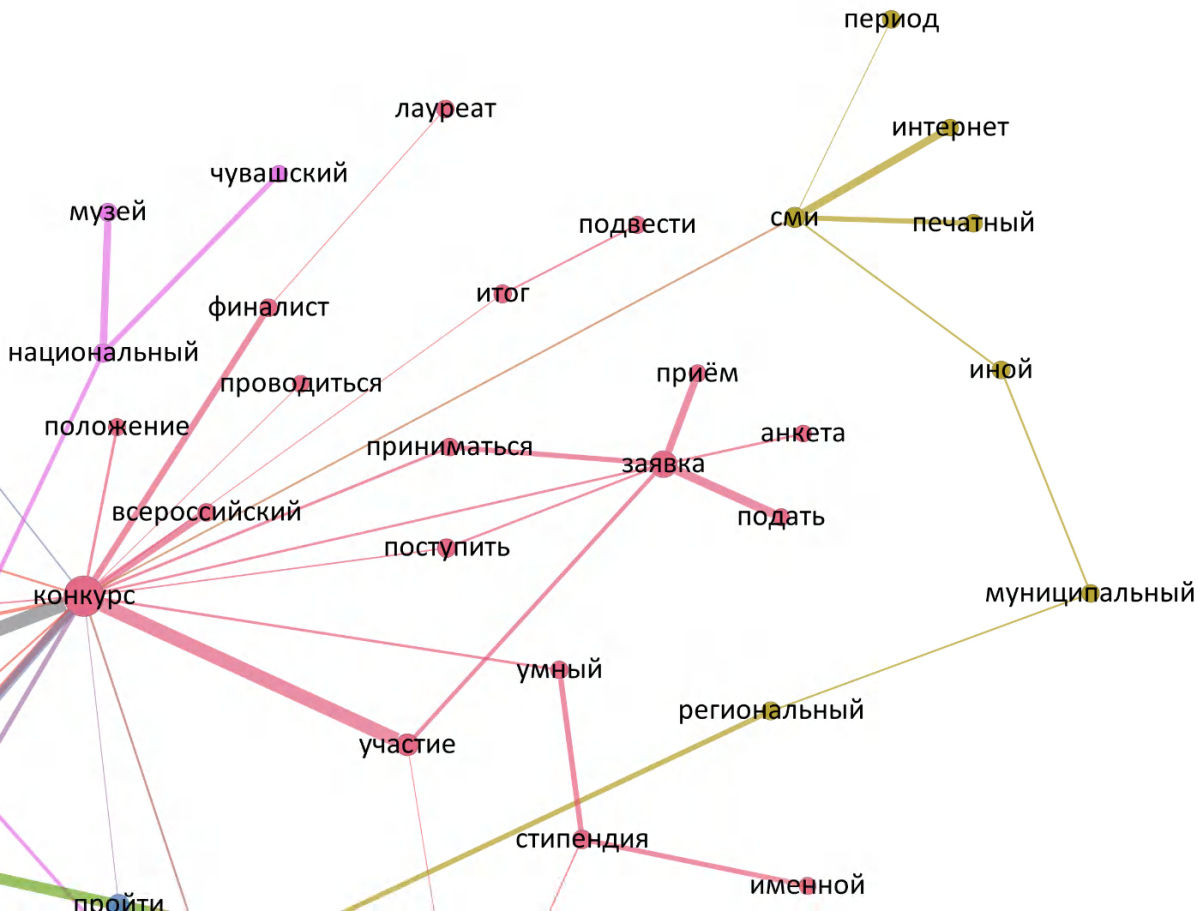 период
лауреат
интернет
чувашский
музей
подвести
сми
печатный
итог
финалист
национальный
приём
иной
проводиться
положение
анкета
приниматься
заявка
всероссийский
подать
поступить
конкурс
муниципальный
умный
региональный
участие
стипендия
именной
пройти